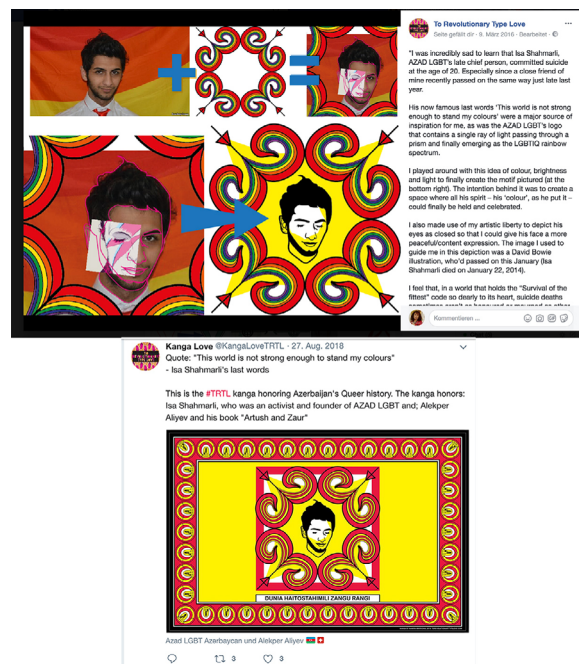 To Revolutionary Type Love
Seite gefällt dir · 9. März 2016 · Bearbeitet ·
"I was incredibly sad to learn that Isa Shahmarli,
AZAD LGBT's late chief person, committed suicide
at the age of 20. Especially since a close friend of
mine recently passed on the same way just late last
year.
His now famous last words 'This world is not strong
enough to stand my colours' were a major source of
inspiration for me, as was the AZAD LGBT's logo
that contains a single ray of light passing through a
prism and finally emerging as the LGBTIQ rainbow
spectrum.
I played around with this idea of colour, brightness
and light to finally create the motif pictured (at the
bottom right). The intention behind it was to create a
space where all his spirit – his 'colour', as he put it –
could finally be held and celebrated.
I also made use of my artistic liberty to depict his
eyes as closed so that I could give his face a more
peaceful/content expression. The image I used to
guide me in this depiction was a David Bowie
illustration, who'd passed on this January (Isa
Shahmarli died on January 22, 2014).
I feel that, in a world that holds the "Survival of the
fittest" code so dearly to its heart, suicide deaths
Kommentieren ...
Kanga Love @KangaLoveTRTL · 27. Aug. 2018
Quote: "This world is not strong enough to stand my colours"
- Isa Shahmarli's last words
This is the #TRTL kanga honoring Azerbaijan's Queer history. The kanga honors:
Isa Shahmarli, who was an activist and founder of AZAD LGBT and; Alekper
Aliyev and his book "Artush and Zaur"
DUNIA HAITOSTAHIMILI ZANGU RANGI
Azad LGBT Azerbaycan und Alekper Aliyev
3
3